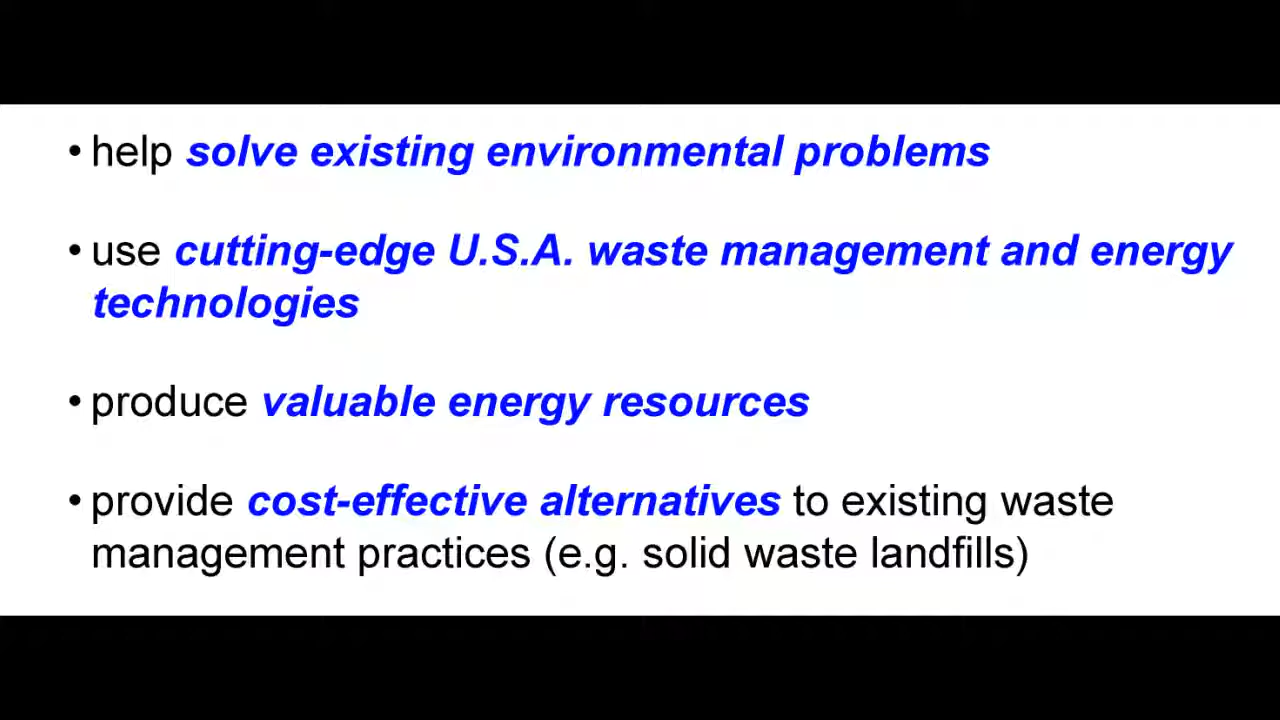 • help solve existing environmental problems
• use cutting-edge U.S.A. waste management and energy
technologies
• produce valuable energy resources
• provide cost-effective alternatives to existing waste
management practices (e.g. solid waste landfills)